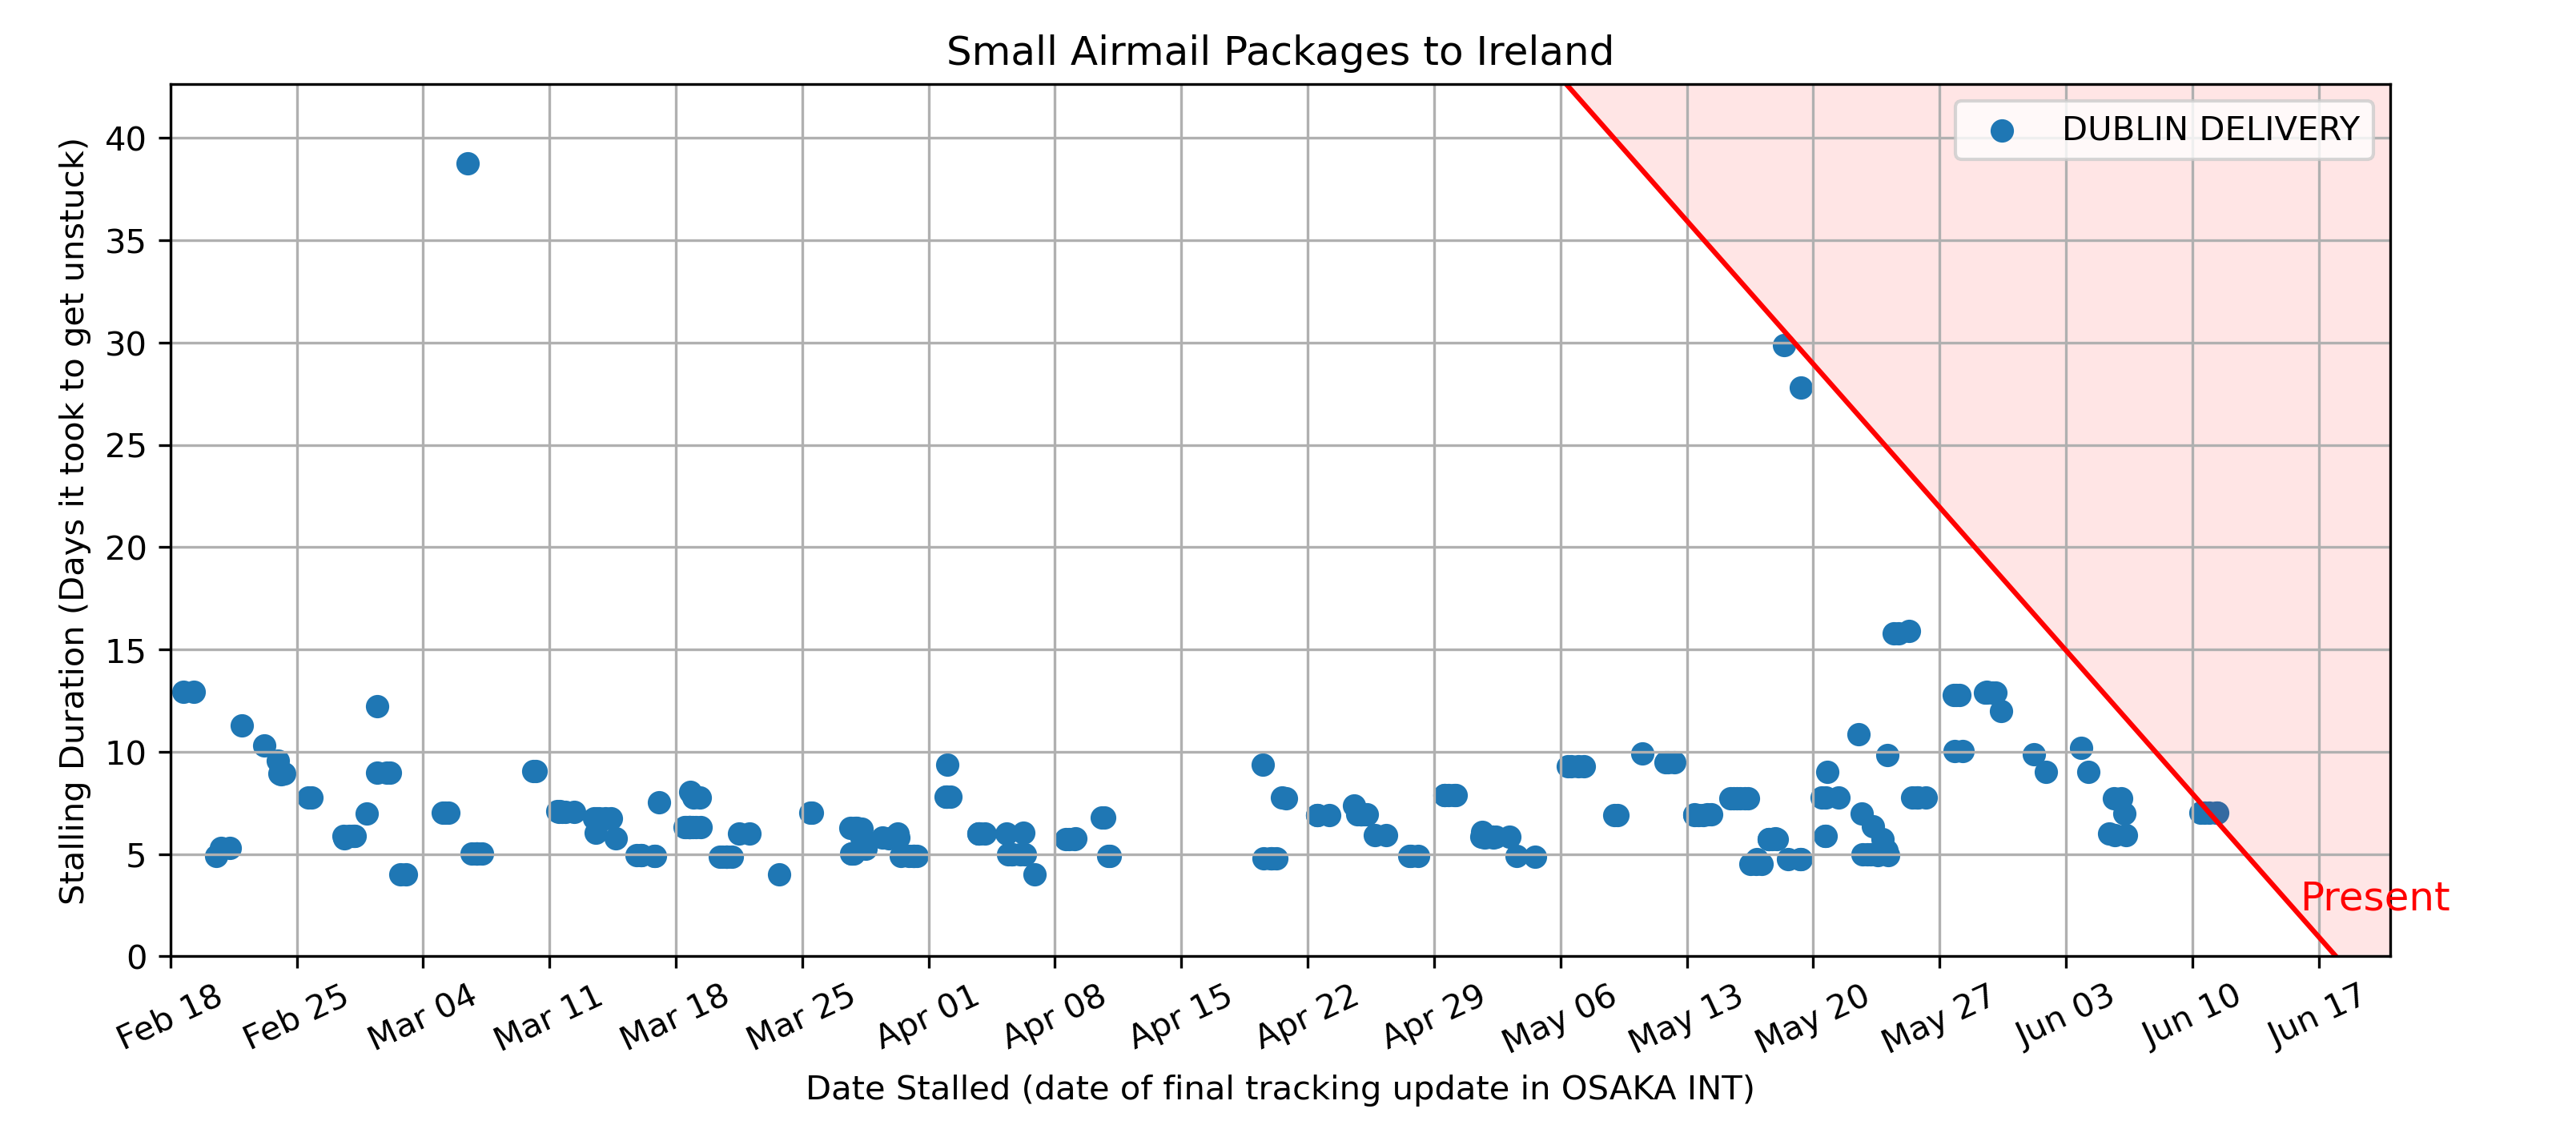 Small Airmail Packages to Ireland
DUBLIN DELIVERY
Stalling Duration (Days it took to get unstuck)
40
35
30
25
20
15
10
5
0
Present
Feb 18
Feb 25
Mar 04
Mar 11
Mar 18
Mar 25
Apr 01
Apr 08
Apr 15
Apr 22
Apr 29
May 06
May 13
May 20
May 27
Jun 03
Jun 10
Jun 17
Date Stalled (date of final tracking update in OSAKA INT)